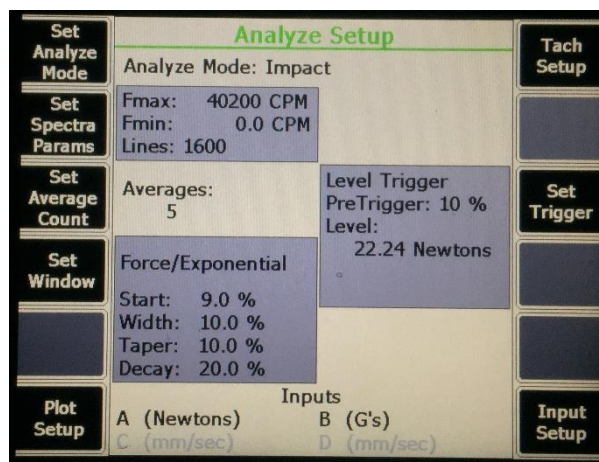 Set
Analyze
Mode
Set
Spectra
Params
Set
Average
Count
Set
Window
Plot
Setup
Analyze Setup
Analyze Mode: Impact
Fmax: 40200 CPM
Fmin: 0.0 CPM
Lines: 1600
Averages:
5
Level Trigger
PreTrigger: 10 %
Level:
22.24 Newtons
Force/Exponential
Start: 9.0 %
Width: 10.0 %
Taper: 10.0 %
Decay: 20.0 %
Inputs
A (Newtons) B (G's)
C (mm/sec) D (mm/sec)
Tach
Setup
Set
Trigger
Input
Setup